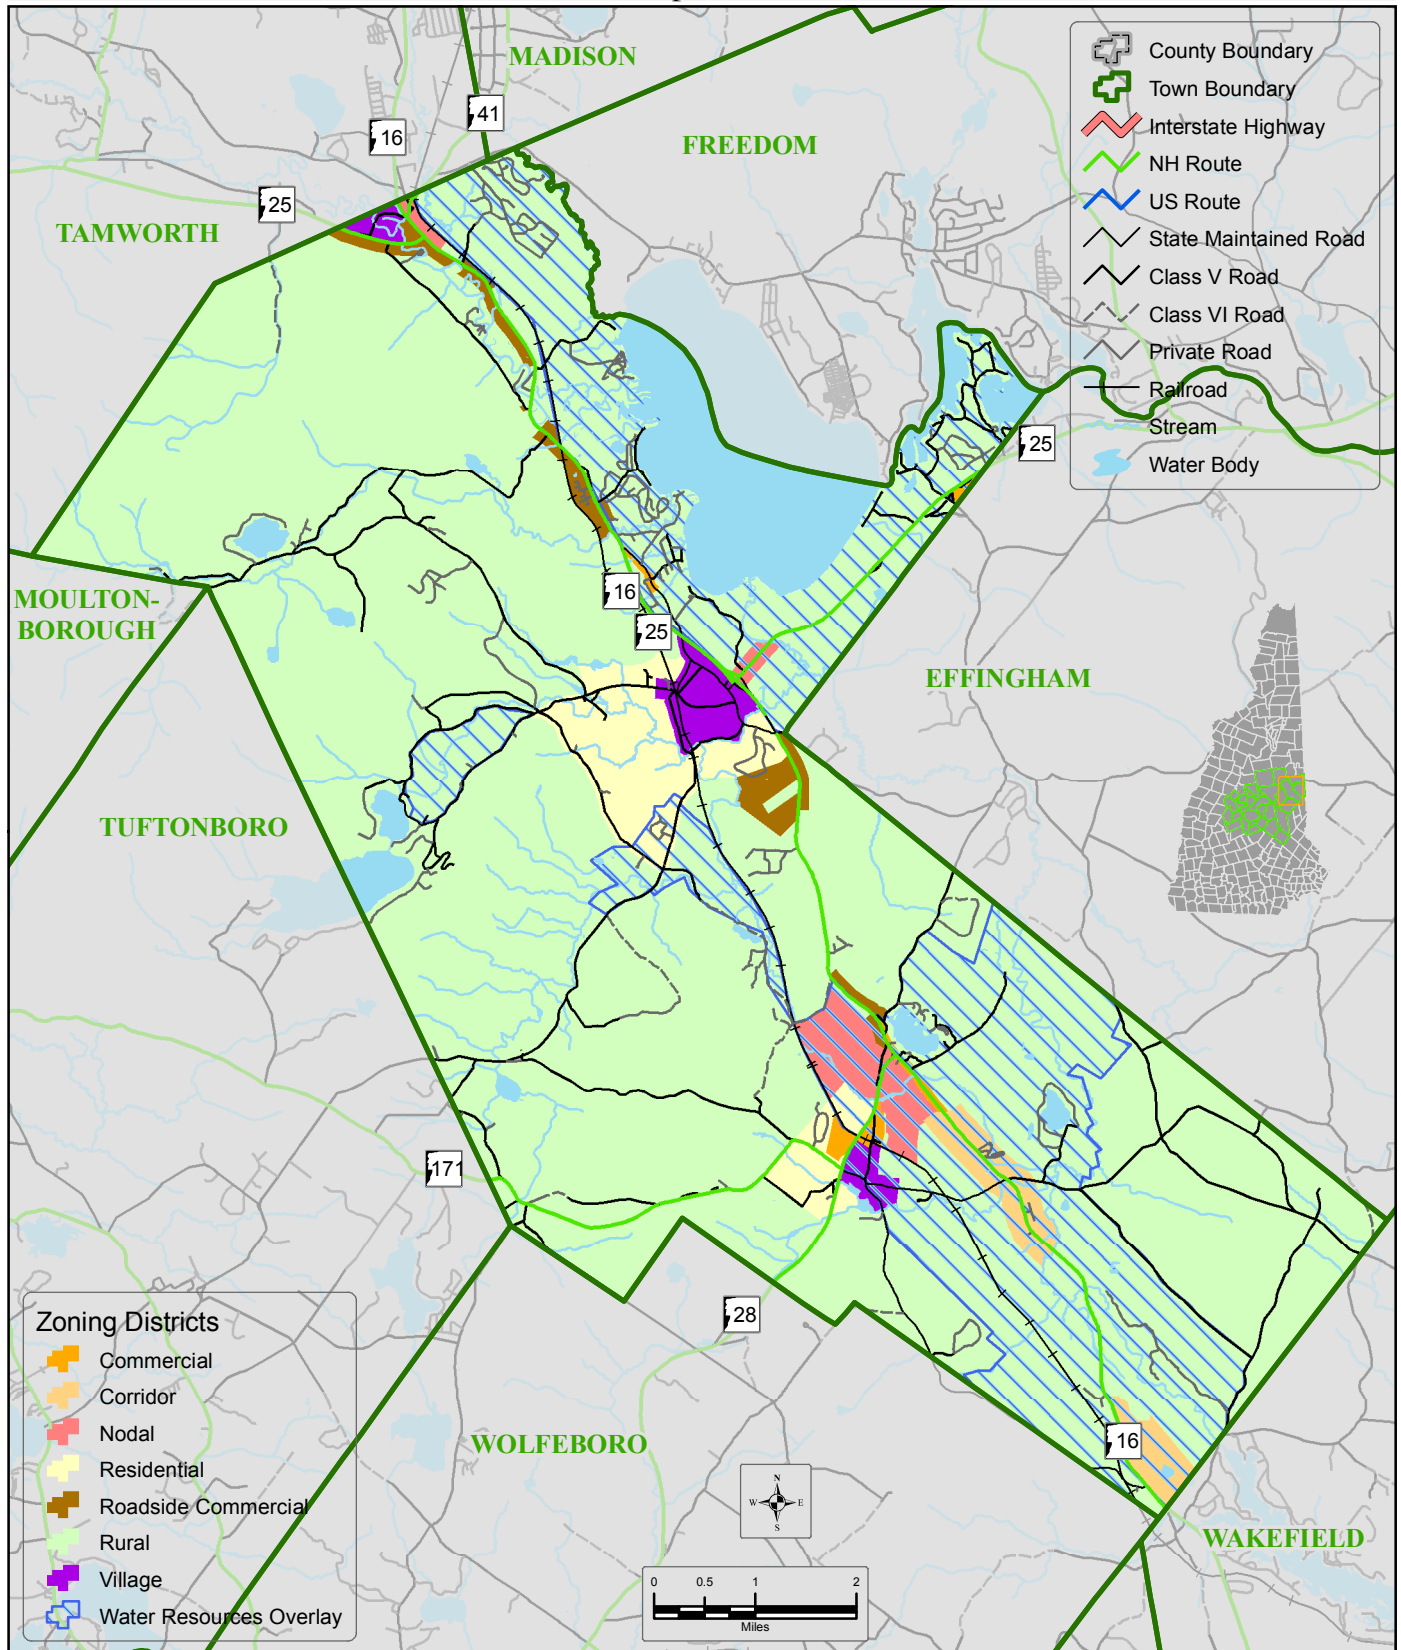 MADISON
41
16
FREEDOM
25
TAMWORTH
County Boundary
Town Boundary
Interstate Highway
NH Route
US Route
State Maintained Road
Class V Road
Class VI Road
Private Road
Railroad
Stream
Water Body
25
MOULTON-
BOROUGH
16
25
EFFINGHAM
TUFTONBORO
171
28
16
WOLFEBORO
WAKEFIELD
Zoning Districts
Commercial
Corridor
Nodal
Residential
Roadside Commercial
Rural
Village
Water Resources Overlay
N
W E
S
0 0.5 1 2
Miles